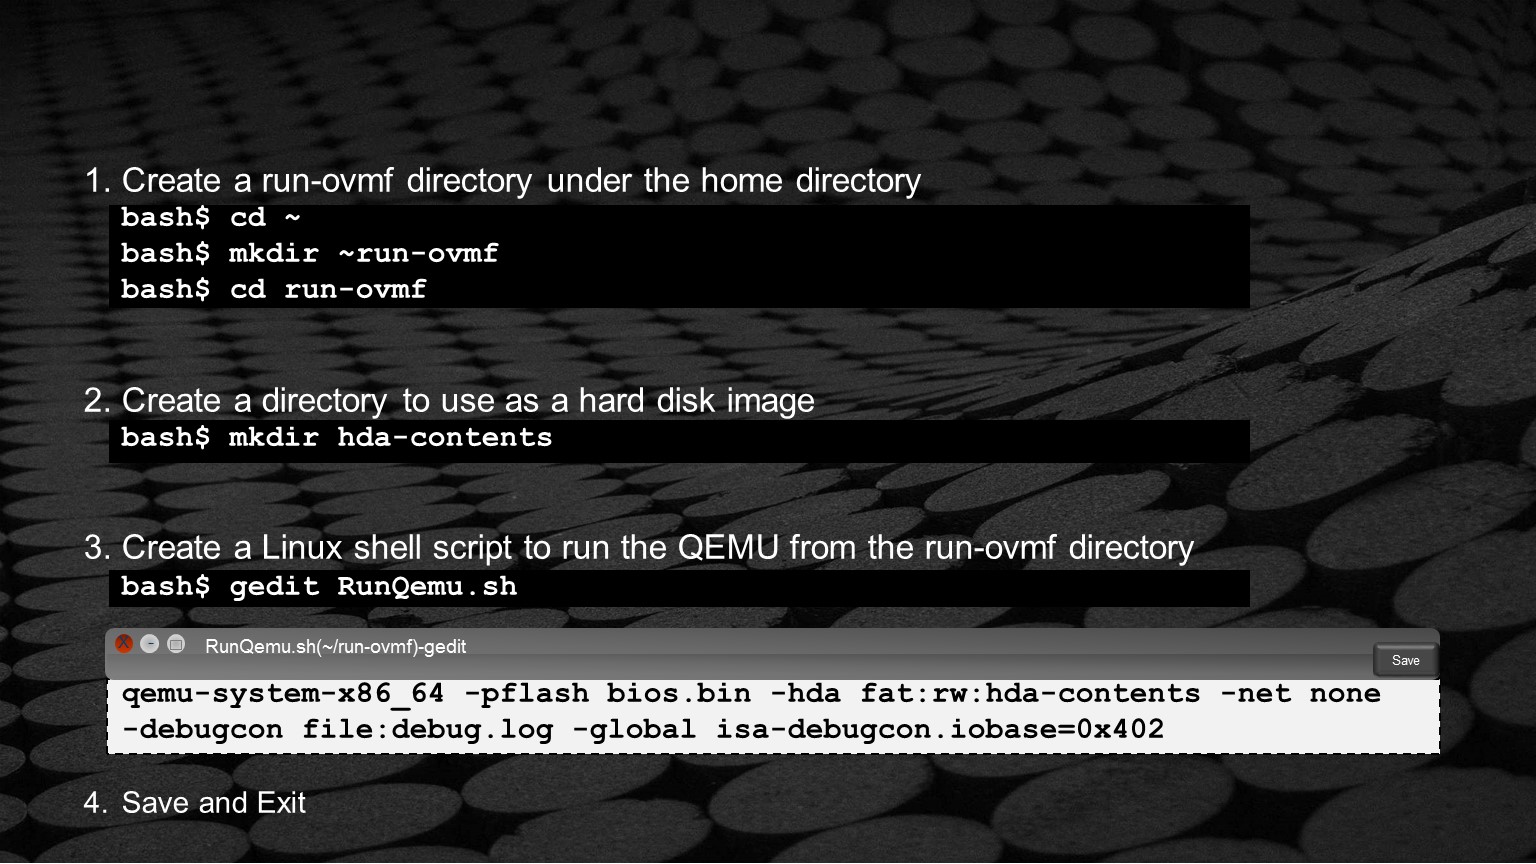 1. Create a run-ovmf directory under the home directory
bash$ cd ~
bash$ mkdir ~run-ovmf
bash$ cd run-ovmf
2. Create a directory to use as a hard disk image
bash$ mkdir hda-contents
3. Create a Linux shell script to run the QEMU from the run-ovmf directory
bash$ gedit RunQemu.sh
X - RunQemu.sh(~/run-ovmf)-gedit
Save
qemu-system-x86_64 -pflash bios.bin -hda fat:rw:hda-contents -net none
-debugcon file:debug.log -global isa-debugcon.iobase=0x402
4. Save and Exit